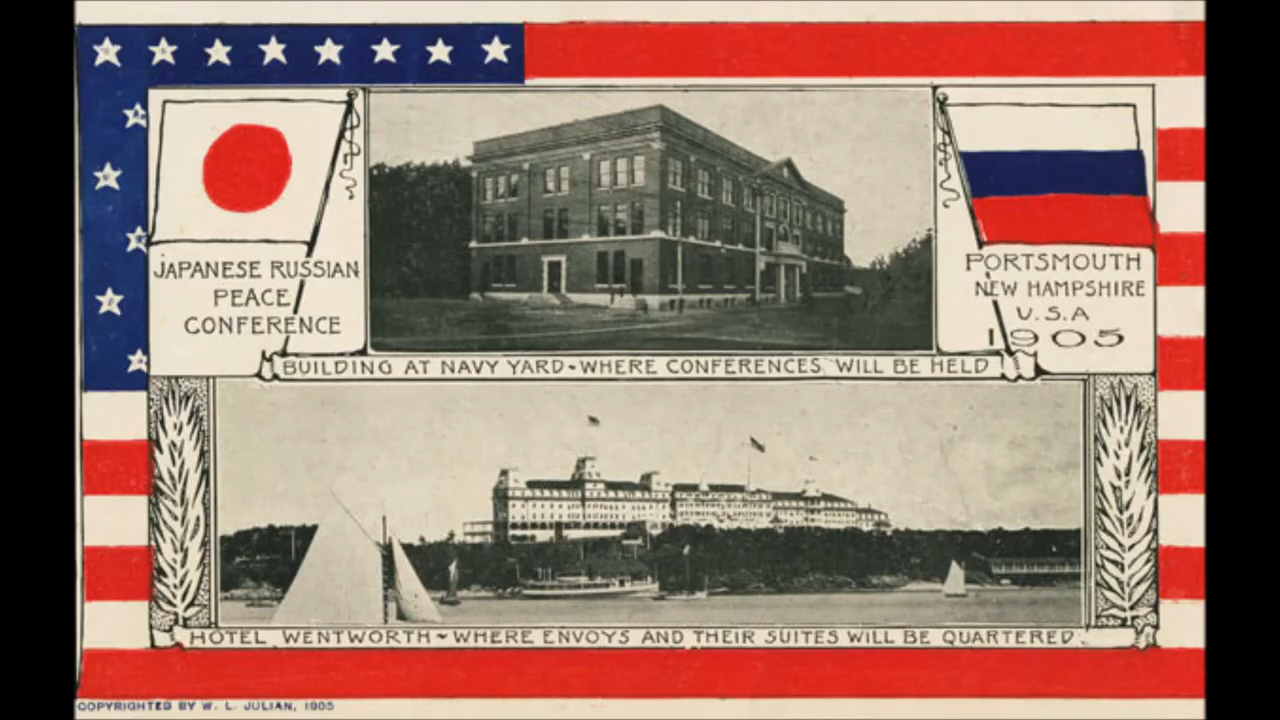 JAPANESE RUSSIAN
PEACE
CONFERENCE
PORTSMOUTH
NEW HAMPSHIRE
U.S.A
1905
BUILDING AT NAVY YARD-WHERE CONFERENCES WILL BE HELD
HOTEL WENTWORTH-WHERE ENVOYS AND THEIR SUITES WILL BE QUARTERED
COPYRIGHTED BY W. L. JULIAN, 1905